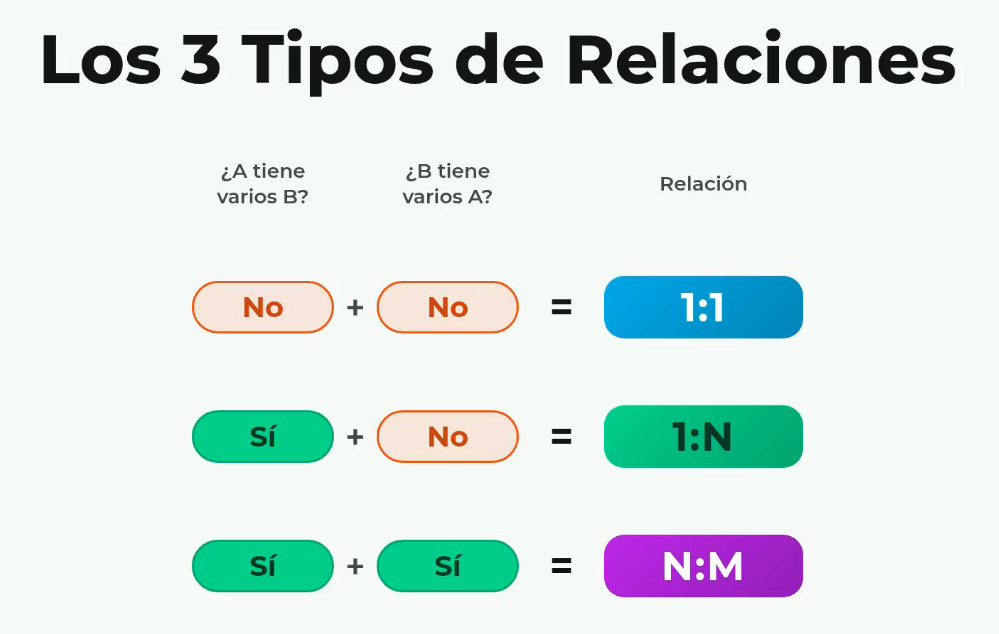 Los 3 Tipos de Relaciones
¿A tiene
varios B?
¿B tiene
varios A?
Relación
No + No = 1:1
Sí + No = 1:N
Sí + Sí = N:M